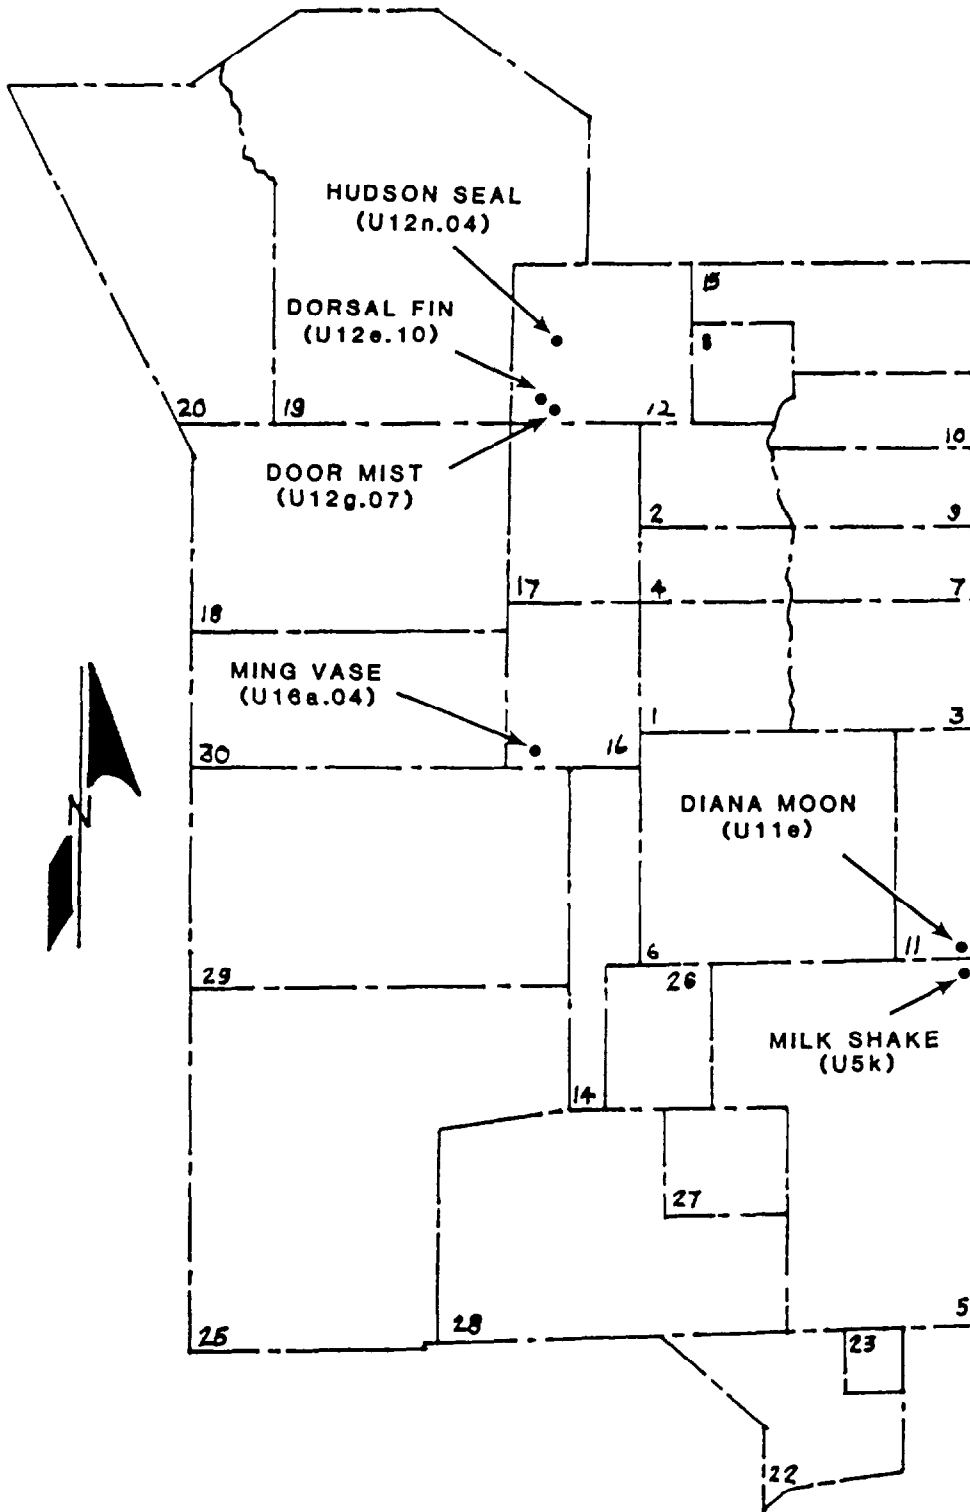 HUDSON SEAL
(U12n.04)
15
DORSAL FIN
(U12e.10)
8
20
19
12
10
DOOR MIST
(U12g.07)
2
9
17
4
7
18
MING VASE
(U16a.04)
1
3
30
16
N
DIANA MOON
(U11e)
6
11
29
26
MILK SHAKE
(U5k)
14
27
5
25
28
23
22